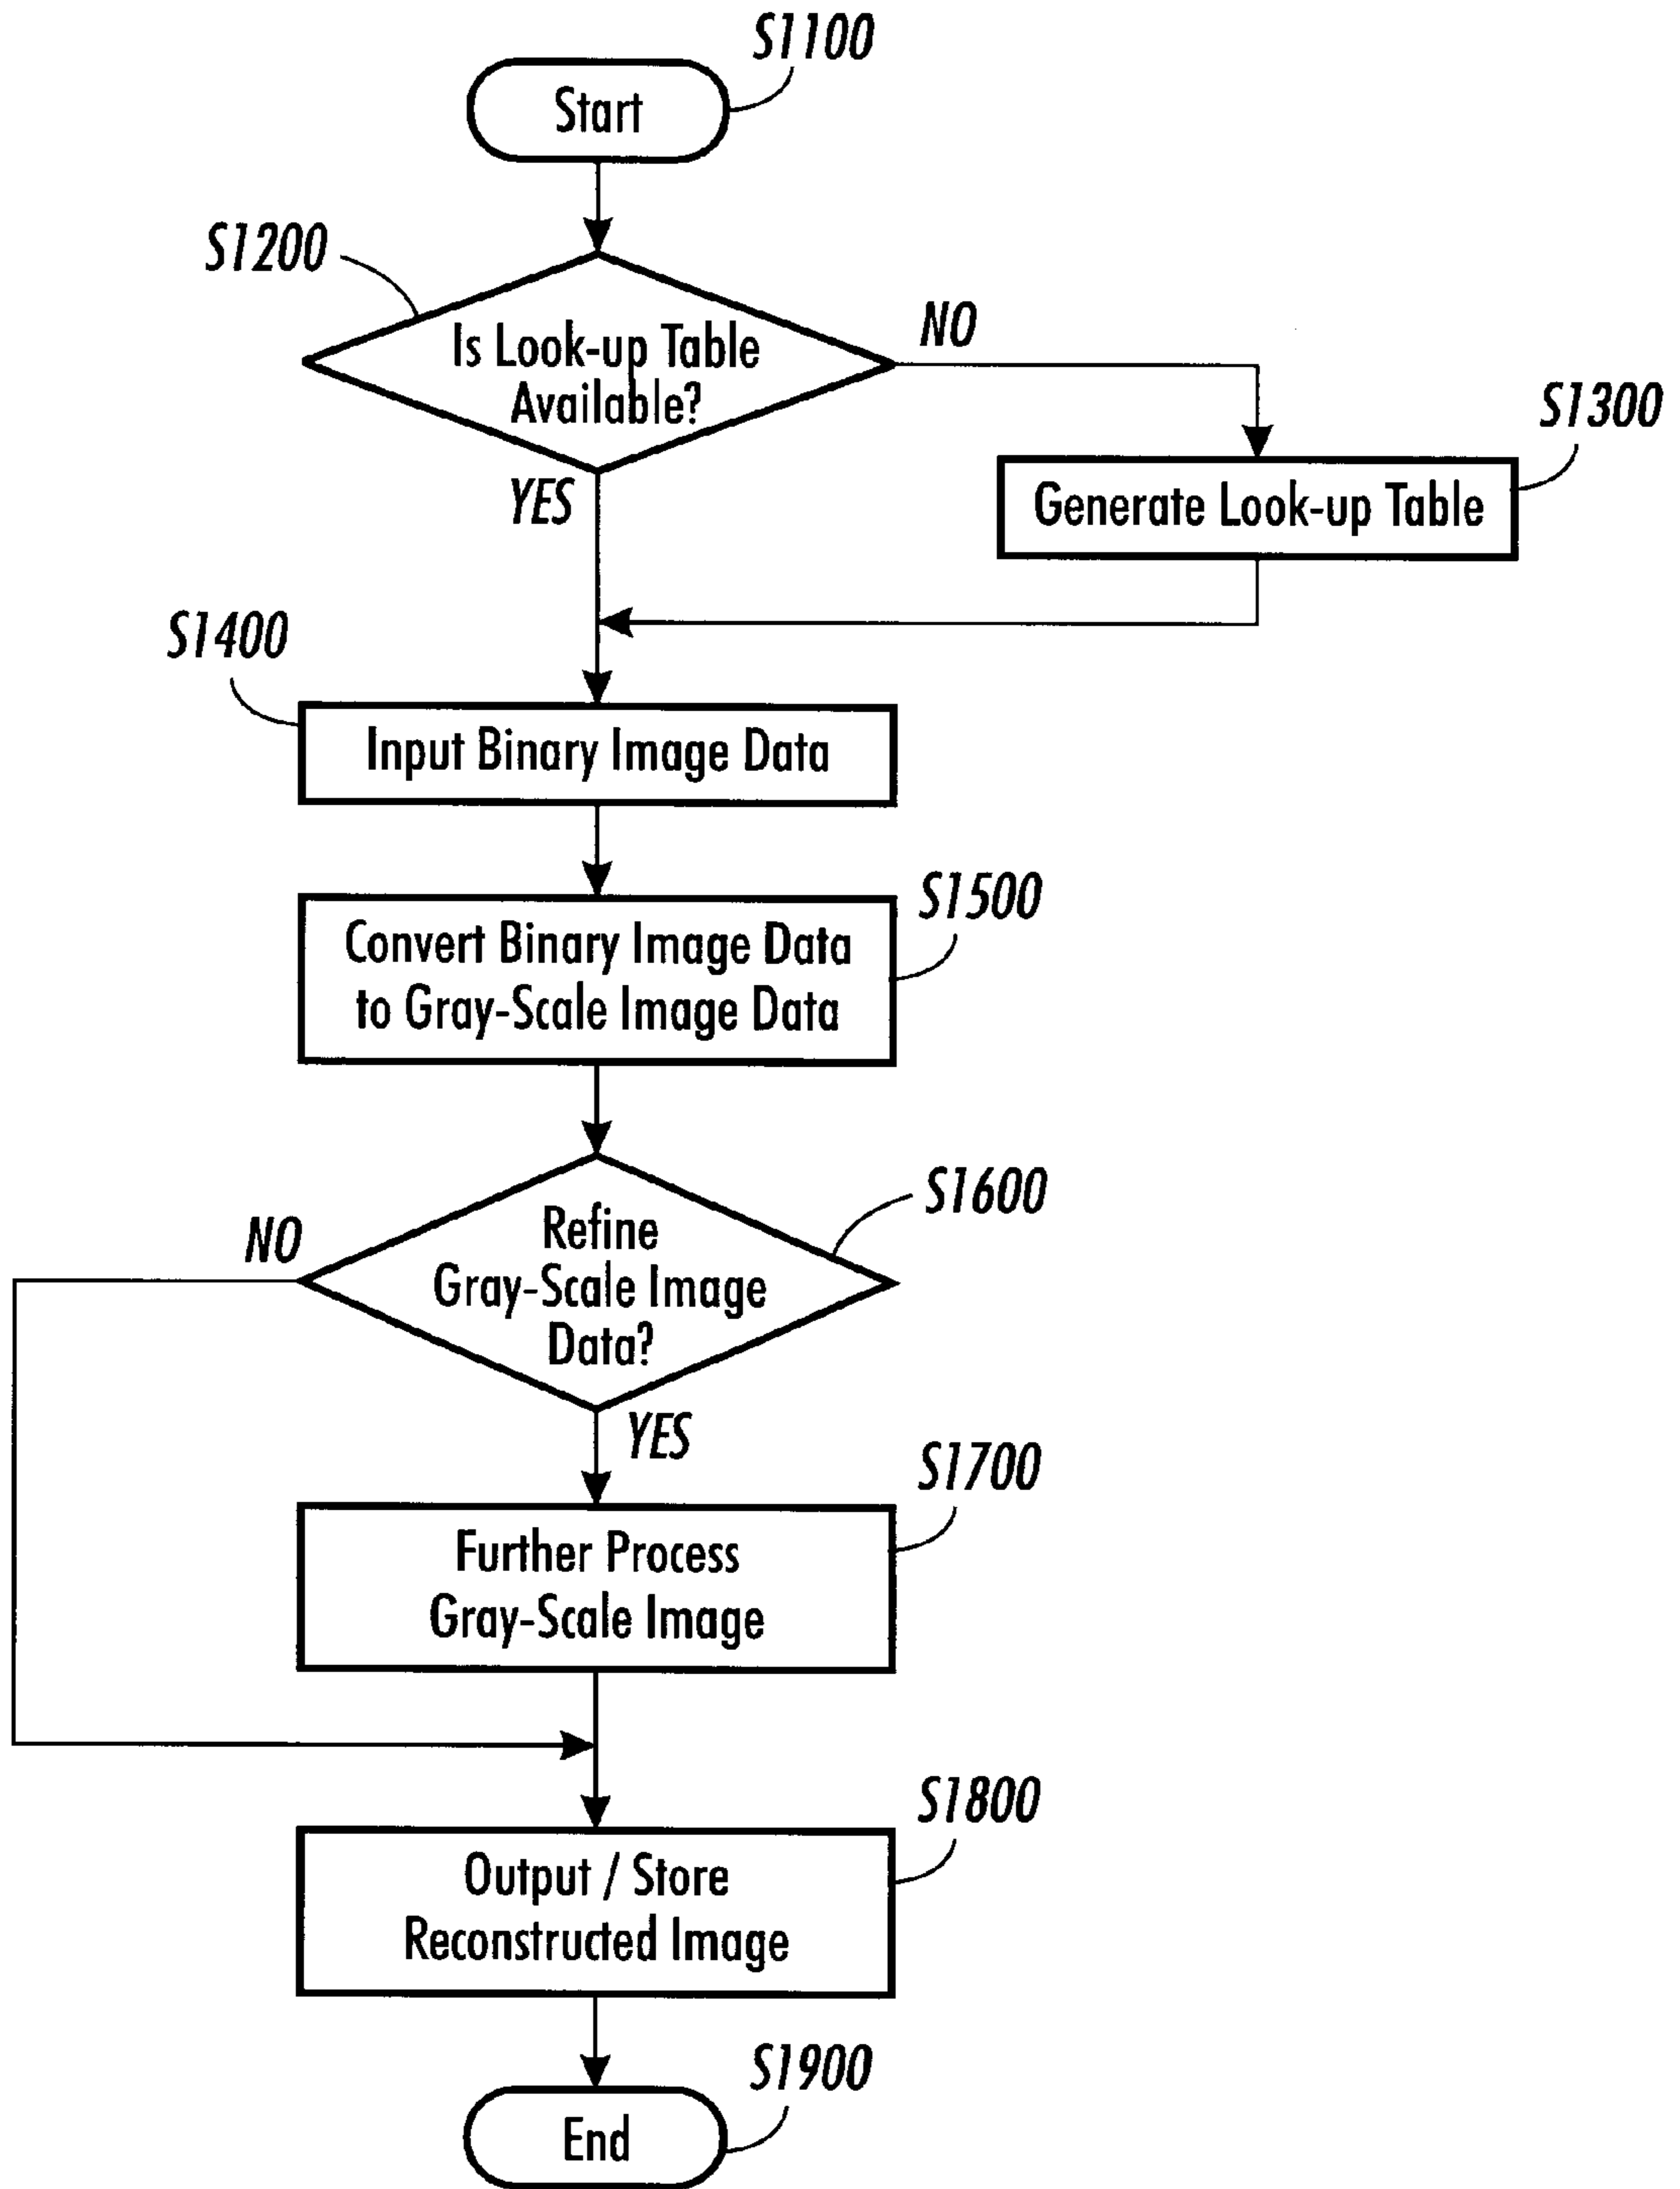 S1100
Start
S1200
Is Look-up Table
Available?
NO
YES
S1300
Generate Look-up Table
S1400
Input Binary Image Data
S1500
Convert Binary Image Data
to Gray-Scale Image Data
S1600
Refine
Gray-Scale Image
Data?
NO
YES
S1700
Further Process
Gray-Scale Image
S1800
Output / Store
Reconstructed Image
S1900
End